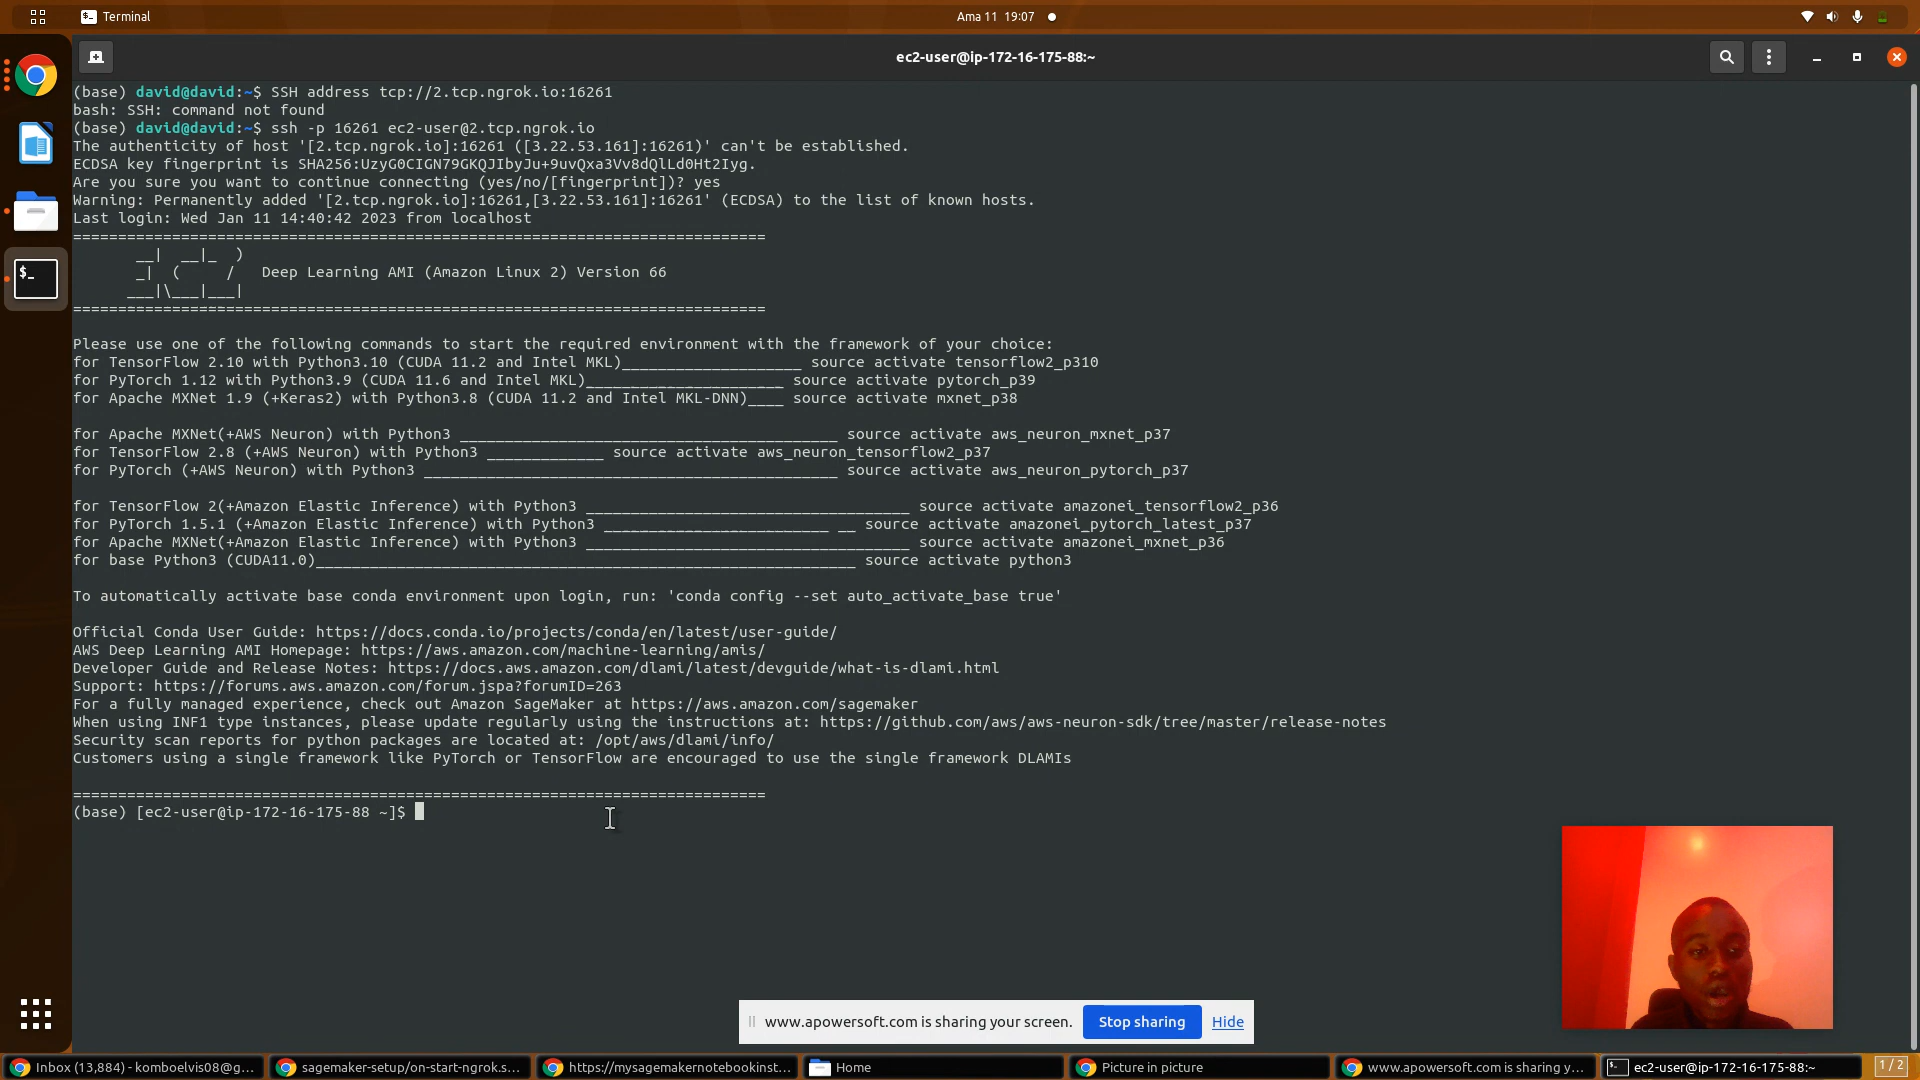 Terminal
Ama 11 19:07
ec2-user@ip-172-16-175-88:~
(base) david@david:~$ SSH address tcp://2.tcp.ngrok.io:16261
bash: SSH: command not found
(base) david@david:~$ ssh -p 16261 ec2-user@2.tcp.ngrok.io
The authenticity of host '[2.tcp.ngrok.io]:16261 ([3.22.53.161]:16261)' can't be established.
ECDSA key fingerprint is SHA256:UzyG0CIGN79GKQJIbyJu+9uvQxa3Vv8dQlLd0Ht2Iyg.
Are you sure you want to continue connecting (yes/no/[fingerprint])? yes
Warning: Permanently added '[2.tcp.ngrok.io]:16261,[3.22.53.161]:16261' (ECDSA) to the list of known hosts.
Last login: Wed Jan 11 14:40:42 2023 from localhost
=============================================================================
       __|  __|_  )
       _|  (     /   Deep Learning AMI (Amazon Linux 2) Version 66
      ___|\___|___|
=============================================================================
Please use one of the following commands to start the required environment with the framework of your choice:
for TensorFlow 2.10 with Python3.10 (CUDA 11.2 and Intel MKL)____________________ source activate tensorflow2_p310
for PyTorch 1.12 with Python3.9 (CUDA 11.6 and Intel MKL)______________________ source activate pytorch_p39
for Apache MXNet 1.9 (+Keras2) with Python3.8 (CUDA 11.2 and Intel MKL-DNN)____ source activate mxnet_p38
for Apache MXNet(+AWS Neuron) with Python3 __________________________________________ source activate aws_neuron_mxnet_p37
for TensorFlow 2.8 (+AWS Neuron) with Python3 _____________ source activate aws_neuron_tensorflow2_p37
for PyTorch (+AWS Neuron) with Python3 ______________________________________________ source activate aws_neuron_pytorch_p37
for TensorFlow 2(+Amazon Elastic Inference) with Python3 ____________________________________ source activate amazonei_tensorflow2_p36
for PyTorch 1.5.1 (+Amazon Elastic Inference) with Python3 _________________________ __ source activate amazonei_pytorch_latest_p37
for Apache MXNet(+Amazon Elastic Inference) with Python3 ____________________________________ source activate amazonei_mxnet_p36
for base Python3 (CUDA11.0)____________________________________________________________ source activate python3
To automatically activate base conda environment upon login, run: 'conda config --set auto_activate_base true'
Official Conda User Guide: https://docs.conda.io/projects/conda/en/latest/user-guide/
AWS Deep Learning AMI Homepage: https://aws.amazon.com/machine-learning/amis/
Developer Guide and Release Notes: https://docs.aws.amazon.com/dlami/latest/devguide/what-is-dlami.html
Support: https://forums.aws.amazon.com/forum.jspa?forumID=263
For a fully managed experience, check out Amazon SageMaker at https://aws.amazon.com/sagemaker
When using INF1 type instances, please update regularly using the instructions at: https://github.com/aws/aws-neuron-sdk/tree/master/release-notes
Security scan reports for python packages are located at: /opt/aws/dlami/info/
Customers using a single framework like PyTorch or TensorFlow are encouraged to use the single framework DLAMIs
=============================================================================
(base) [ec2-user@ip-172-16-175-88 ~]$
www.apowersoft.com is sharing your screen. Stop sharing Hide
Inbox (13,884) - komboelvis08@g... sagemaker-setup/on-start-ngrok.s... https://mysagemakernotebookinst... Home Picture in picture www.apowersoft.com is sharing y... ec2-user@ip-172-16-175-88:~ 1 / 2